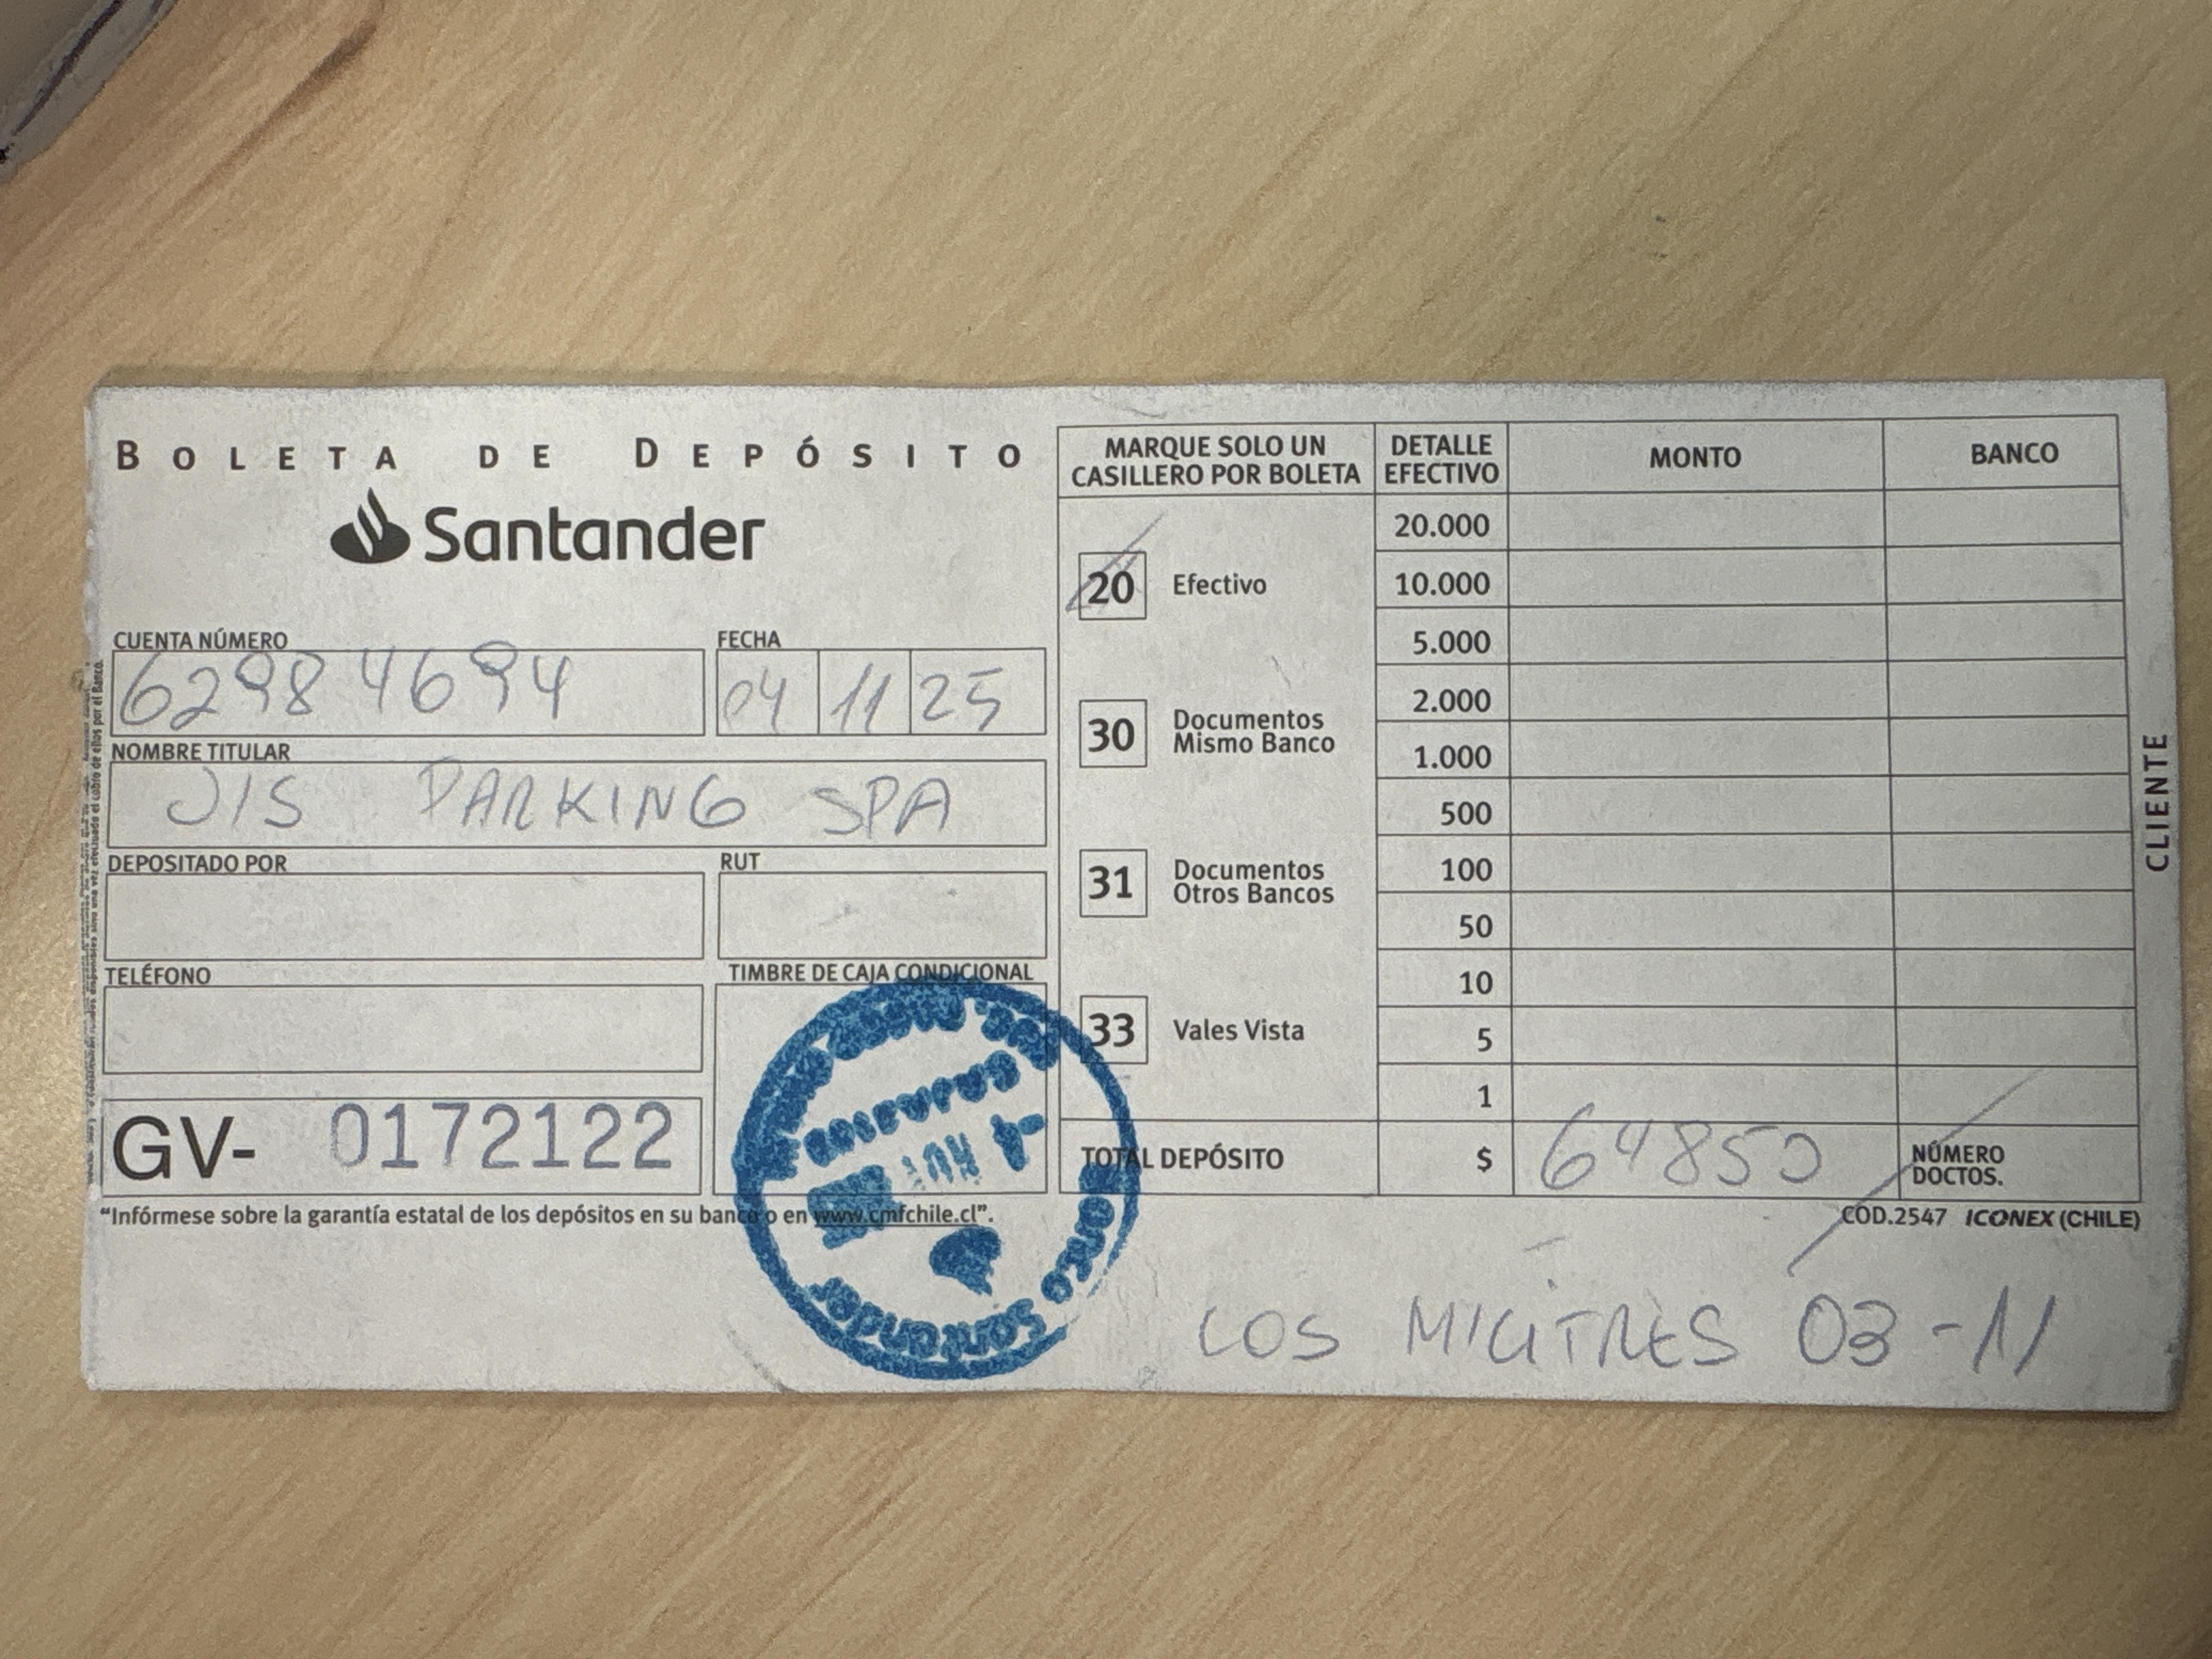 BOLETA DE DEPÓSITO
Santander
CUENTA NÚMERO
62984694
FECHA
04 11 25
NOMBRE TITULAR
JIS PARKING SPA
DEPOSITADO POR
RUT
TELÉFONO
TIMBRE DE CAJA CONDICIONAL
GV- 0172122
"Infórmese sobre la garantía estatal de los depósitos en su banco o en www.cmfchile.cl".
MARQUE SOLO UN
CASILLERO POR BOLETA
20 Efectivo
30 Documentos
Mismo Banco
31 Documentos
Otros Bancos
33 Vales Vista
DETALLE
EFECTIVO
MONTO
BANCO
20.000
10.000
5.000
2.000
1.000
500
100
50
10
5
1
TOTAL DEPÓSITO $ 64850
NÚMERO
DOCTOS.
COD.2547 ICONEX (CHILE)
CLIENTE
Banco Santander
LOS MILITRES 03-11